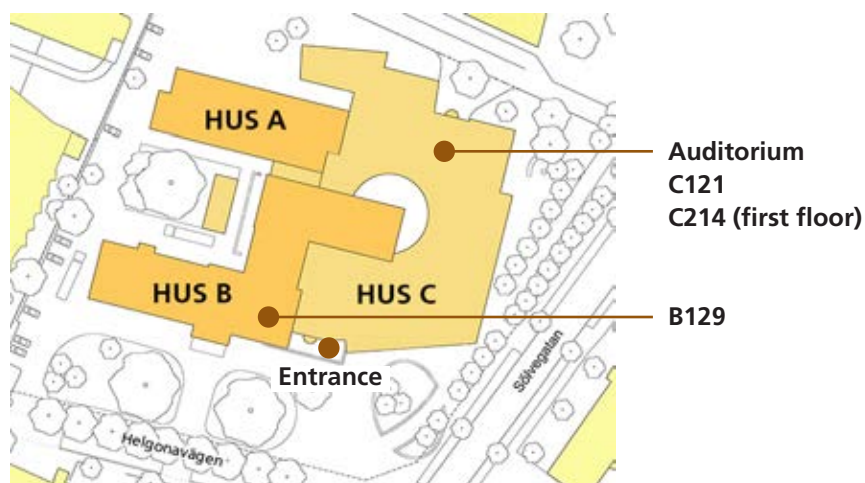 HUS A
Auditorium
C121
C214 (first floor)
HUS B
HUS C
B129
Entrance
Sölvegatan
Helgonavägen